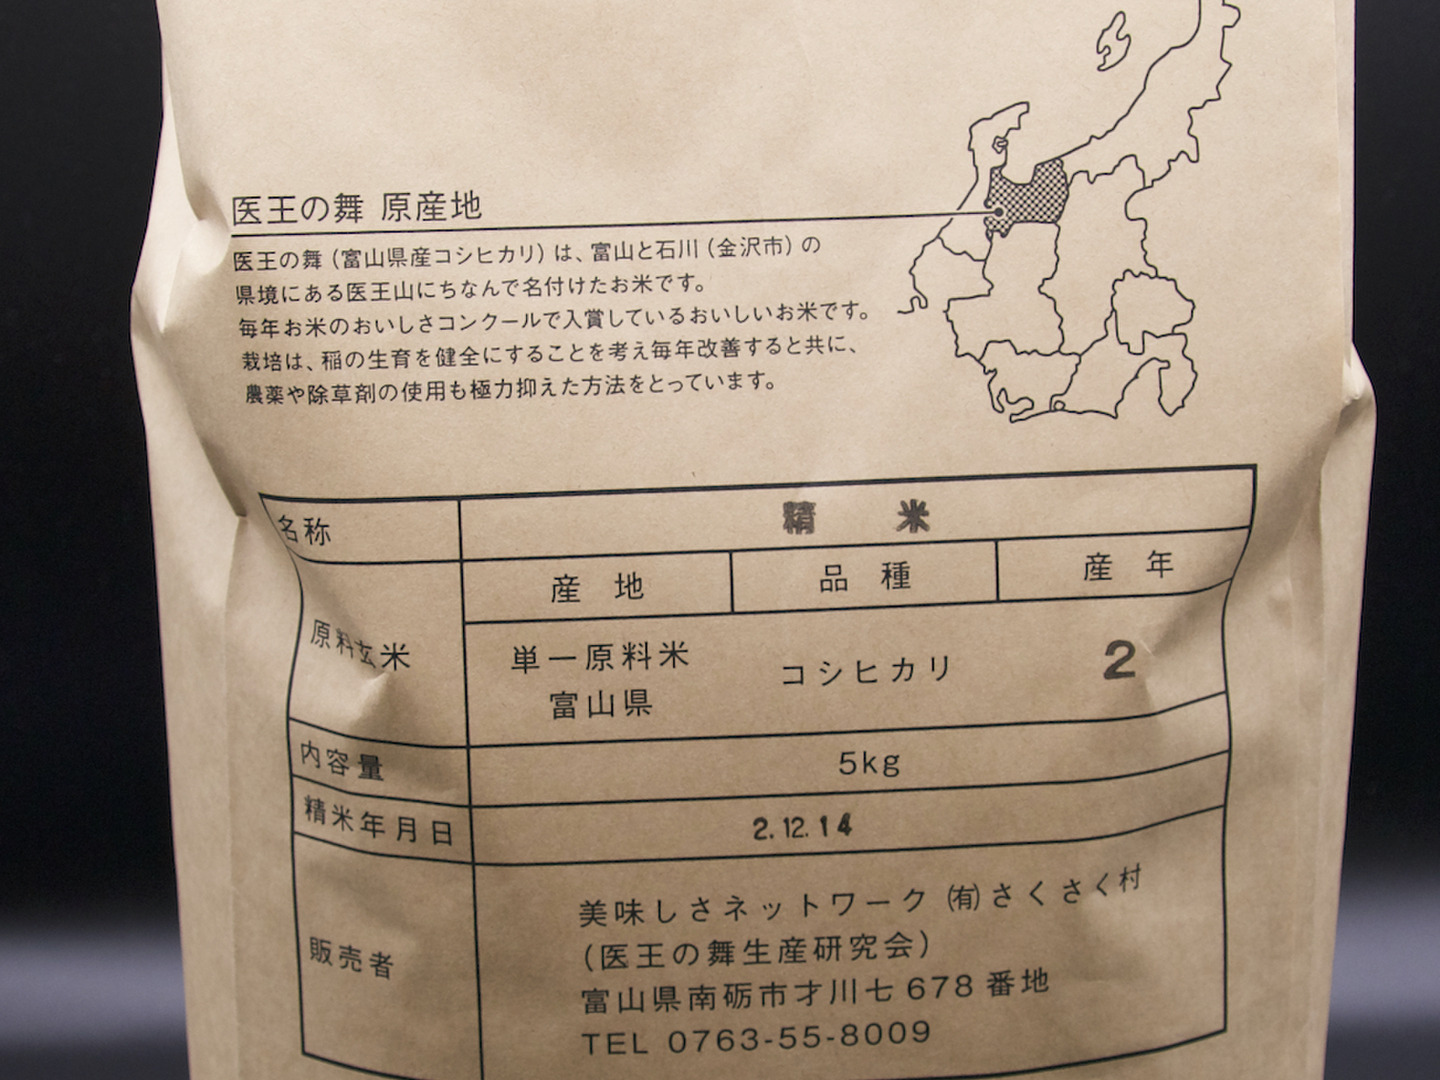 医王の舞 原産地
医王の舞（富山県産コシヒカリ）は、富山と石川（金沢市）の
県境にある医王山にちなんで名付けたお米です。
毎年お米のおいしさコンクールで入賞しているおいしいお米です。
栽培は、稲の生育を健全にすることを考え毎年改善すると共に、
農薬や除草剤の使用も極力抑えた方法をとっています。
名称 精米
産地 品種 産年
原料玄米 単一原料米 コシヒカリ 2
富山県
内容量 5kg
精米年月日 2.12.14
美味しさネットワーク ㈲さくさく村
販売者 （医王の舞生産研究会）
富山県南砺市才川七678番地
TEL 0763-55-8009